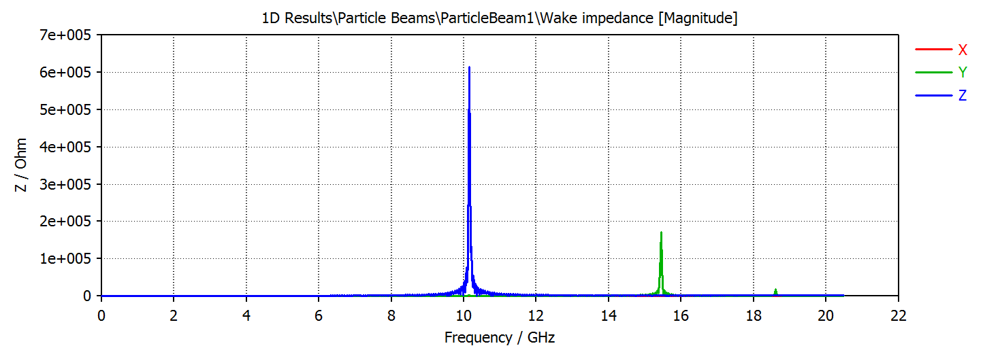 1D Results\Particle Beams\ParticleBeam1\Wake impedance [Magnitude]
7e+005
6e+005
5e+005
4e+005
3e+005
2e+005
1e+005
0
Z / Ohm
0 2 4 6 8 10 12 14 16 18 20 22
Frequency / GHz
X
Y
Z